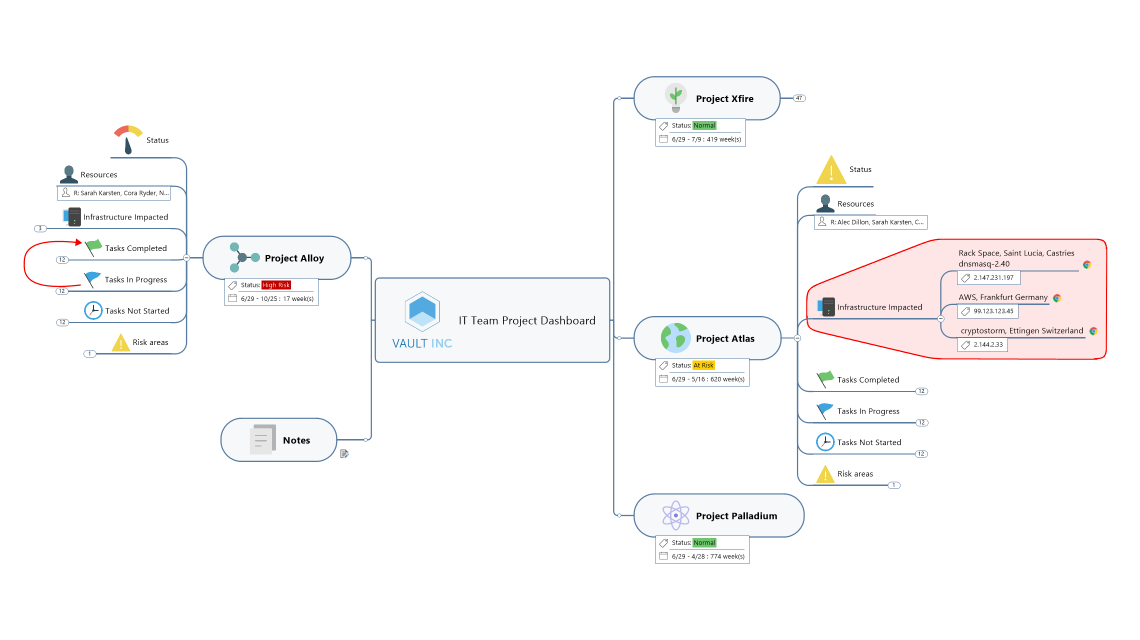 VAULT INC
IT Team Project Dashboard
Project Xfire
47
Status: Normal
6/29 - 7/9 : 419 week(s)
Project Atlas
Status: At Risk
6/29 - 5/16 : 620 week(s)
Status
Resources
R: Alec Dillon, Sarah Karsten, C...
Infrastructure Impacted
Rack Space, Saint Lucia, Castries
dnsmasq-2.40
2.147.231.197
AWS, Frankfurt Germany
99.123.123.45
cryptostorm, Ettingen Switzerland
2.144.2.33
Tasks Completed
12
Tasks In Progress
12
Tasks Not Started
12
Risk areas
1
Project Palladium
Status: Normal
6/29 - 4/28 : 774 week(s)
Project Alloy
Status: High Risk
6/29 - 10/25 : 17 week(s)
Status
Resources
R: Sarah Karsten, Cora Ryder, N...
Infrastructure Impacted
3
Tasks Completed
12
Tasks In Progress
12
Tasks Not Started
12
Risk areas
1
Notes